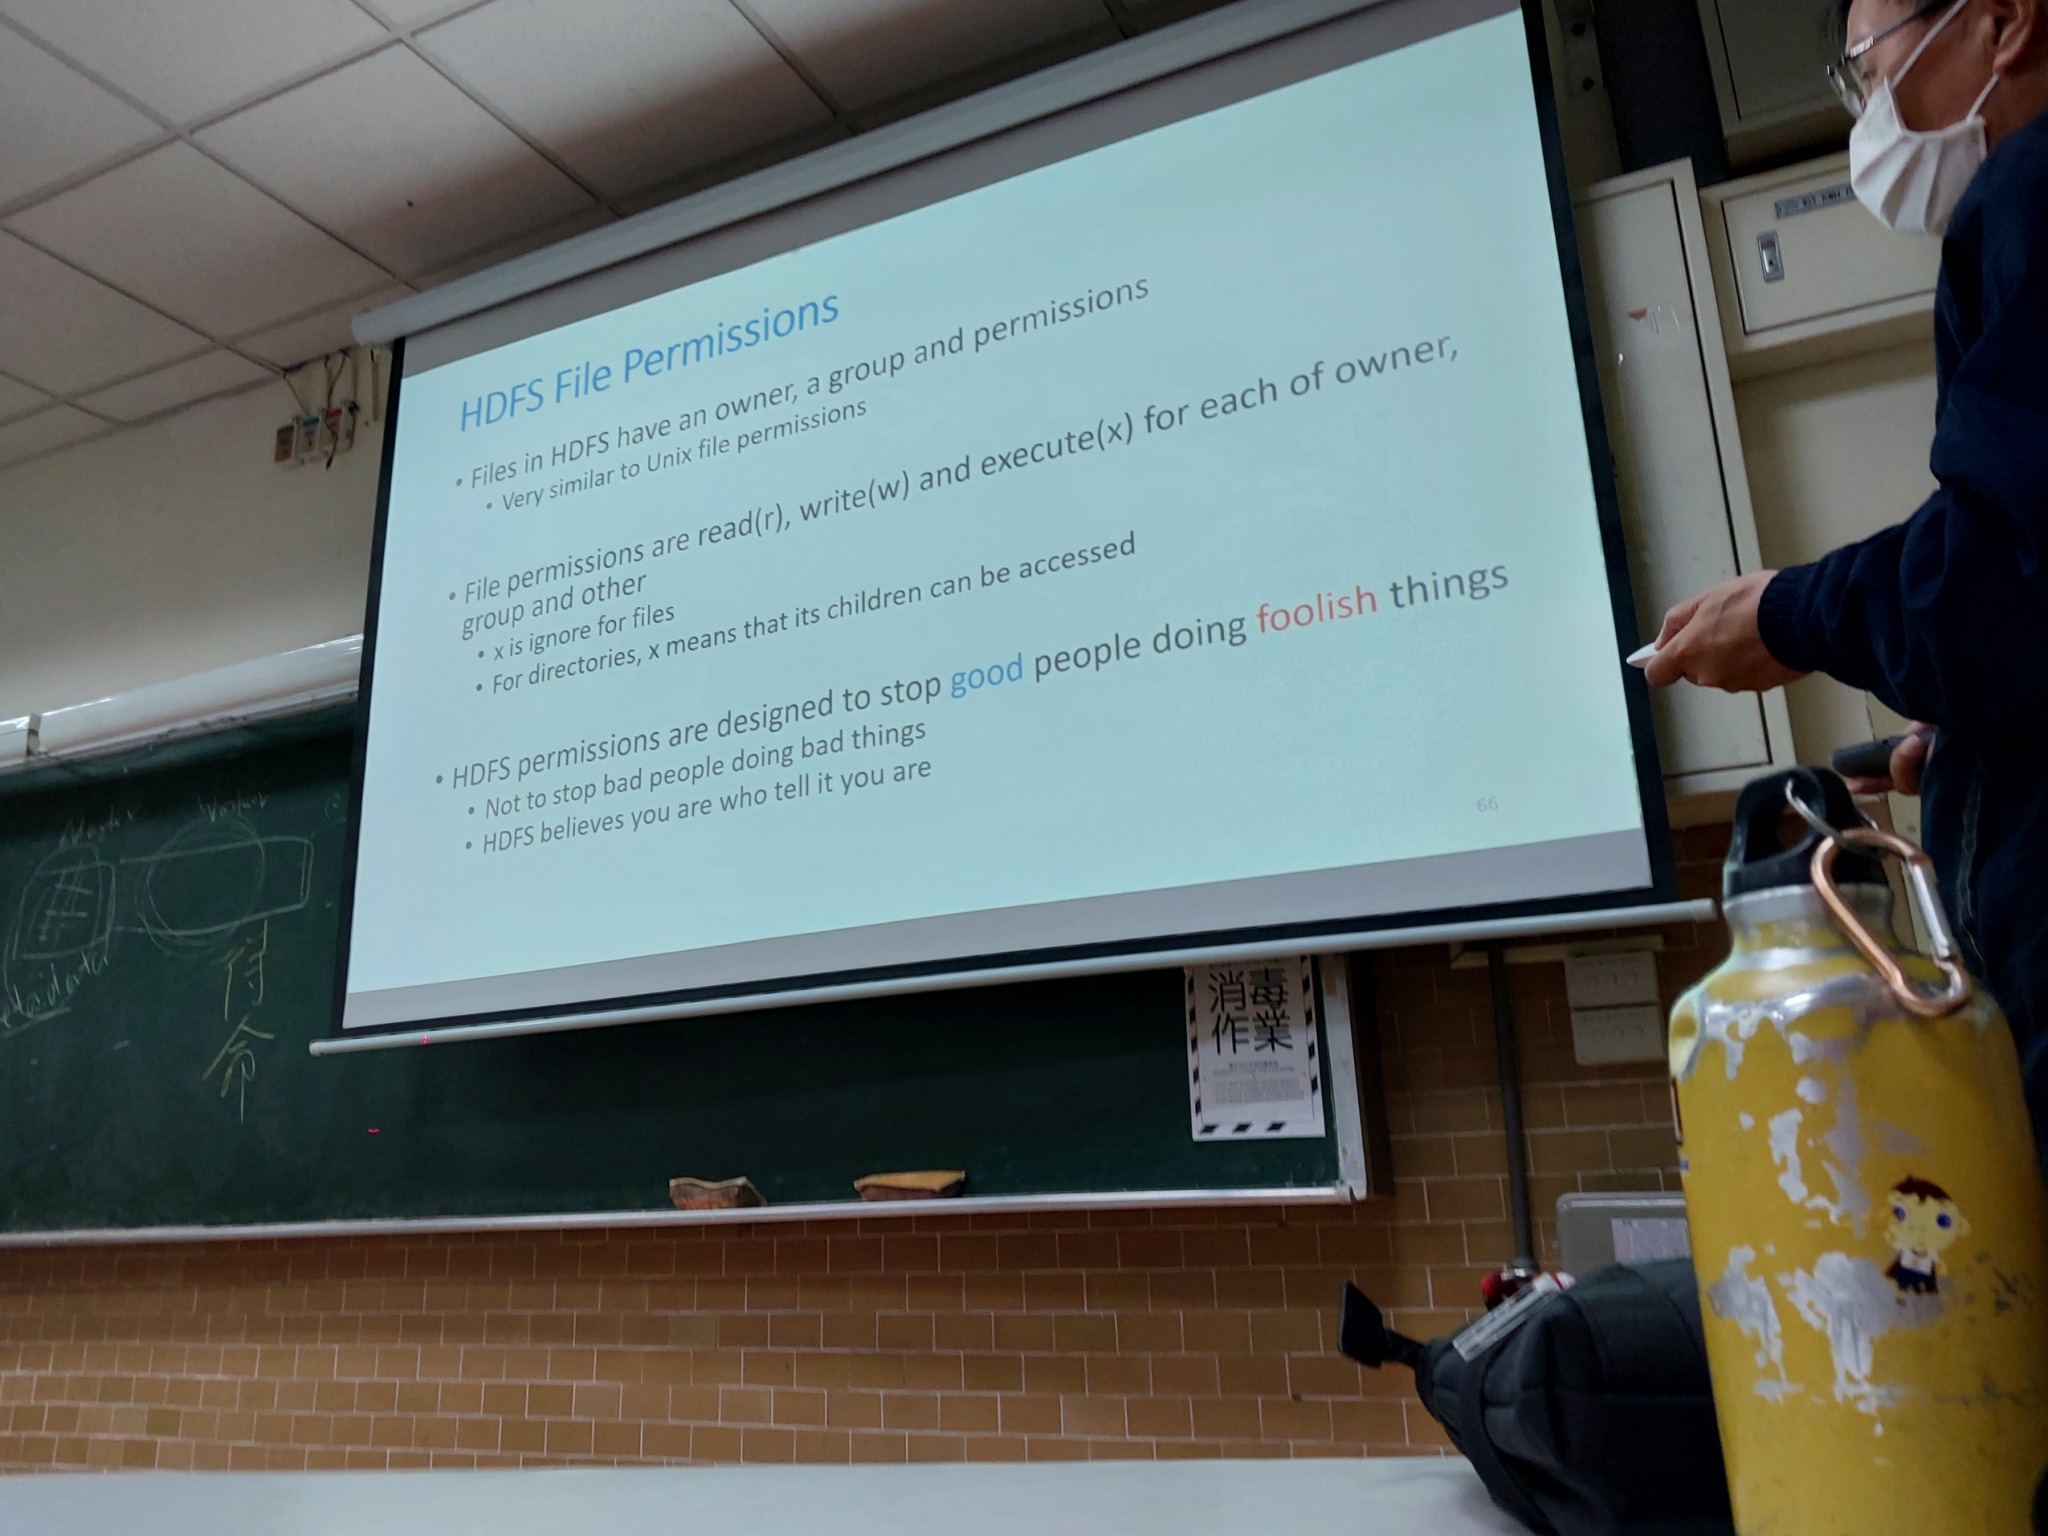 HDFS File Permissions
• Files in HDFS have an owner, a group and permissions
• Very similar to Unix file permissions
• File permissions are read(r), write(w) and execute(x) for each of owner,
group and other
• x is ignore for files
• For directories, x means that its children can be accessed
• HDFS permissions are designed to stop good people doing foolish things
• Not to stop bad people doing bad things
• HDFS believes you are who tell it you are
66
Master
待
命
消毒
作業